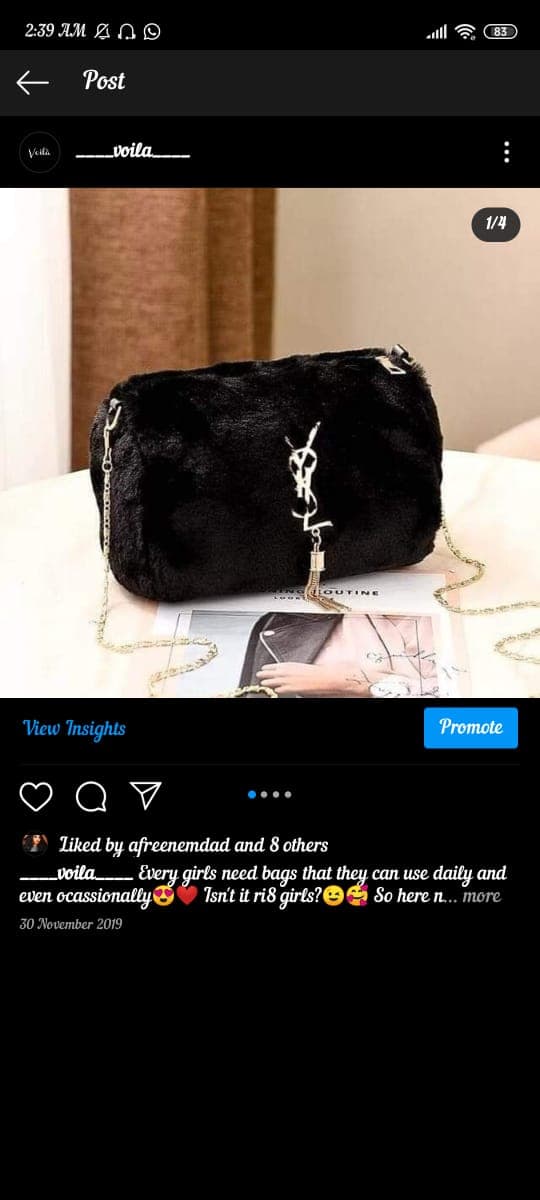 2:39 AM
83
Post
Voilà
____voila____
1/4
YSL
OUTINE
View Insights
Promote
Liked by afreenemdad and 8 others
____voila____ Every girls need bags that they can use daily and
even ocassionally😍❤️ Isn't it ri8 girls?😉🥰 So here n... more
30 November 2019